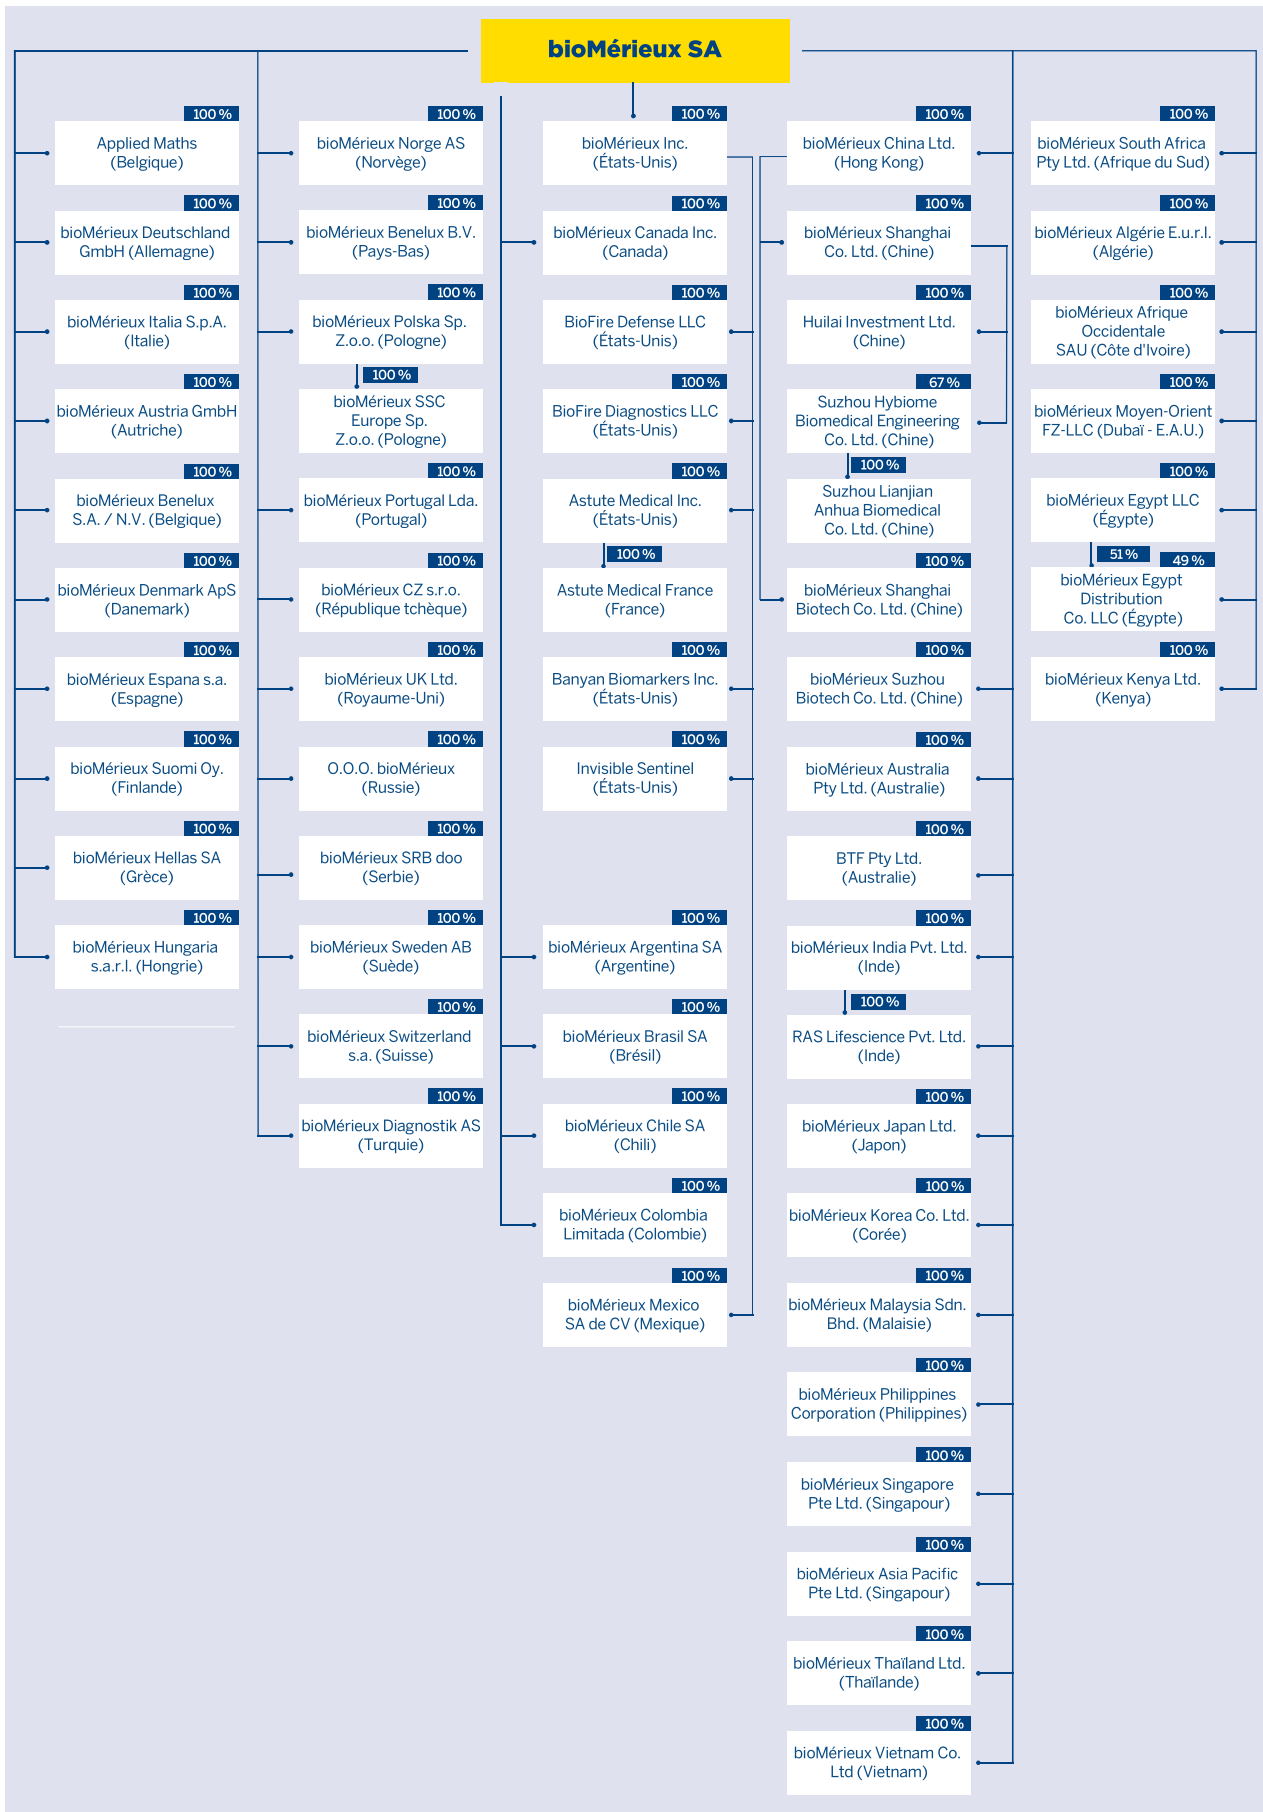 bioMérieux SA
100 %
Applied Maths
(Belgique)
100 %
bioMérieux Deutschland
GmbH (Allemagne)
100 %
bioMérieux Italia S.p.A.
(Italie)
100 %
bioMérieux Austria GmbH
(Autriche)
100 %
bioMérieux Benelux
S.A. / N.V. (Belgique)
100 %
bioMérieux Denmark ApS
(Danemark)
100 %
bioMérieux Espana s.a.
(Espagne)
100 %
bioMérieux Suomi Oy.
(Finlande)
100 %
bioMérieux Hellas SA
(Grèce)
100 %
bioMérieux Hungaria
s.a.r.l. (Hongrie)
100 %
bioMérieux Norge AS
(Norvège)
100 %
bioMérieux Benelux B.V.
(Pays-Bas)
100 %
bioMérieux Polska Sp.
Z.o.o. (Pologne)
100 %
bioMérieux SSC
Europe Sp.
Z.o.o. (Pologne)
100 %
bioMérieux Portugal Lda.
(Portugal)
100 %
bioMérieux CZ s.r.o.
(République tchèque)
100 %
bioMérieux UK Ltd.
(Royaume-Uni)
100 %
O.O.O. bioMérieux
(Russie)
100 %
bioMérieux SRB doo
(Serbie)
100 %
bioMérieux Sweden AB
(Suède)
100 %
bioMérieux Switzerland
s.a. (Suisse)
100 %
bioMérieux Diagnostik AS
(Turquie)
100 %
bioMérieux Inc.
(États-Unis)
100 %
bioMérieux Canada Inc.
(Canada)
100 %
BioFire Defense LLC
(États-Unis)
100 %
BioFire Diagnostics LLC
(États-Unis)
100 %
Astute Medical Inc.
(États-Unis)
100 %
Astute Medical France
(France)
100 %
Banyan Biomarkers Inc.
(États-Unis)
100 %
Invisible Sentinel
(États-Unis)
100 %
bioMérieux Argentina SA
(Argentine)
100 %
bioMérieux Brasil SA
(Brésil)
100 %
bioMérieux Chile SA
(Chili)
100 %
bioMérieux Colombia
Limitada (Colombie)
100 %
bioMérieux Mexico
SA de CV (Mexique)
100 %
bioMérieux China Ltd.
(Hong Kong)
100 %
bioMérieux Shanghai
Co. Ltd. (Chine)
100 %
Huilai Investment Ltd.
(Chine)
67 %
Suzhou Hybiome
Biomedical Engineering
Co. Ltd. (Chine)
100 %
Suzhou Lianjian
Anhua Biomedical
Co. Ltd. (Chine)
100 %
bioMérieux Shanghai
Biotech Co. Ltd. (Chine)
100 %
bioMérieux Suzhou
Biotech Co. Ltd. (Chine)
100 %
bioMérieux Australia
Pty Ltd. (Australie)
100 %
BTF Pty Ltd.
(Australie)
100 %
bioMérieux India Pvt. Ltd.
(Inde)
100 %
RAS Lifescience Pvt. Ltd.
(Inde)
100 %
bioMérieux Japan Ltd.
(Japon)
100 %
bioMérieux Korea Co. Ltd.
(Corée)
100 %
bioMérieux Malaysia Sdn.
Bhd. (Malaisie)
100 %
bioMérieux Philippines
Corporation (Philippines)
100 %
bioMérieux Singapore
Pte Ltd. (Singapour)
100 %
bioMérieux Asia Pacific
Pte Ltd. (Singapour)
100 %
bioMérieux Thaïland Ltd.
(Thaïlande)
100 %
bioMérieux Vietnam Co.
Ltd (Vietnam)
100 %
bioMérieux South Africa
Pty Ltd. (Afrique du Sud)
100 %
bioMérieux Algérie E.u.r.l.
(Algérie)
100 %
bioMérieux Afrique
Occidentale
SAU (Côte d'Ivoire)
100 %
bioMérieux Moyen-Orient
FZ-LLC (Dubaï - E.A.U.)
100 %
bioMérieux Egypt LLC
(Égypte)
51 %
49 %
bioMérieux Egypt
Distribution
Co. LLC (Égypte)
100 %
bioMérieux Kenya Ltd.
(Kenya)